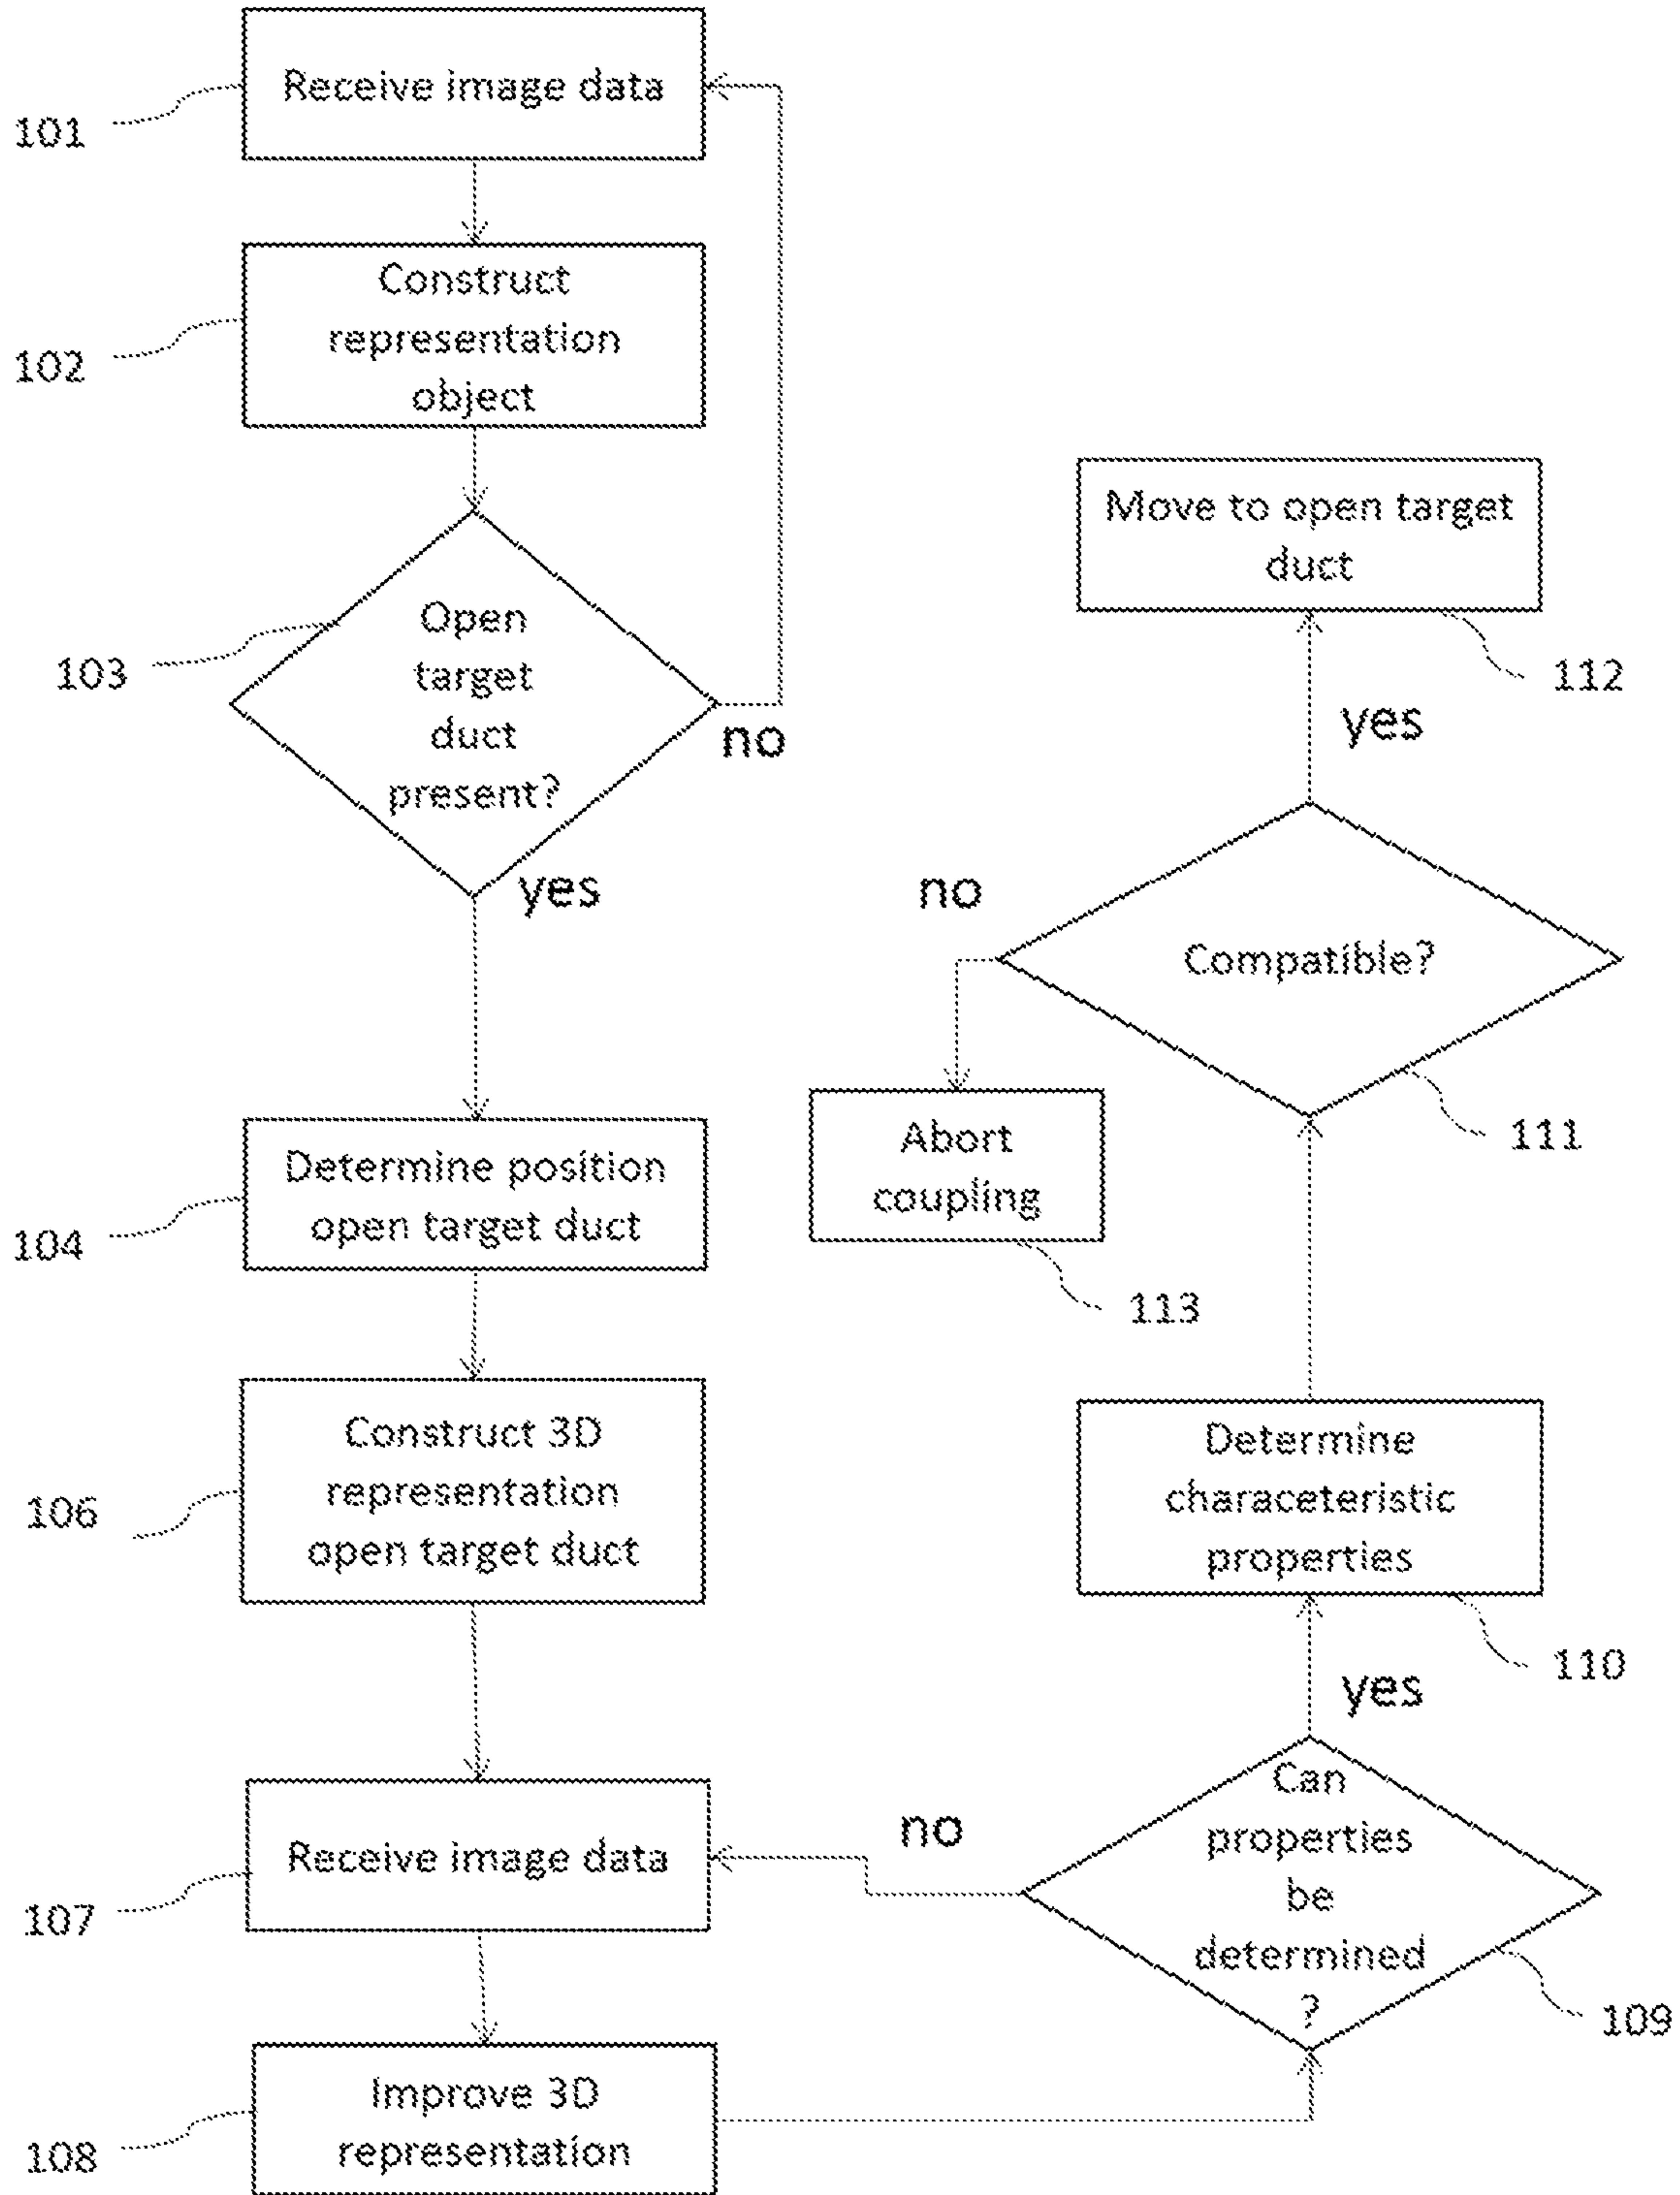 Receive image data
101
Construct
representation
object
102
Open
target
duct
present?
103
no
yes
Determine position
open target duct
104
Construct 3D
representation
open target duct
106
Receive image data
107
Improve 3D
representation
108
Can
properties
be
determined
?
109
no
yes
Determine
characeteristic
properties
110
Compatible?
111
no
Abort
coupling
113
yes
Move to open target
duct
112